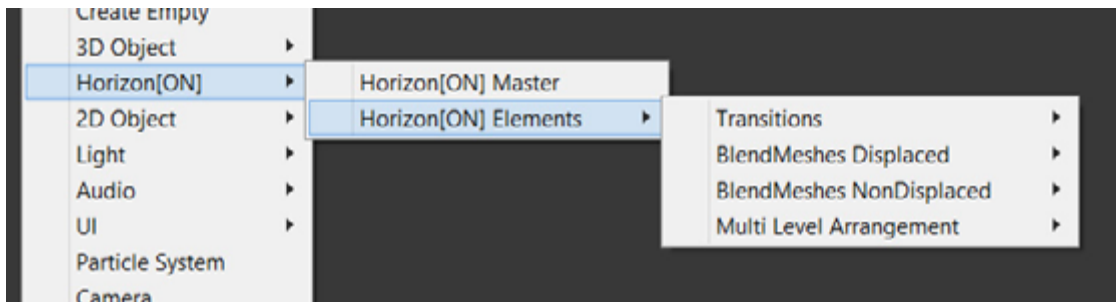 Create Empty
3D Object
Horizon[ON]
2D Object
Light
Audio
UI
Particle System
Camera
Horizon[ON] Master
Horizon[ON] Elements
Transitions
BlendMeshes Displaced
BlendMeshes NonDisplaced
Multi Level Arrangement